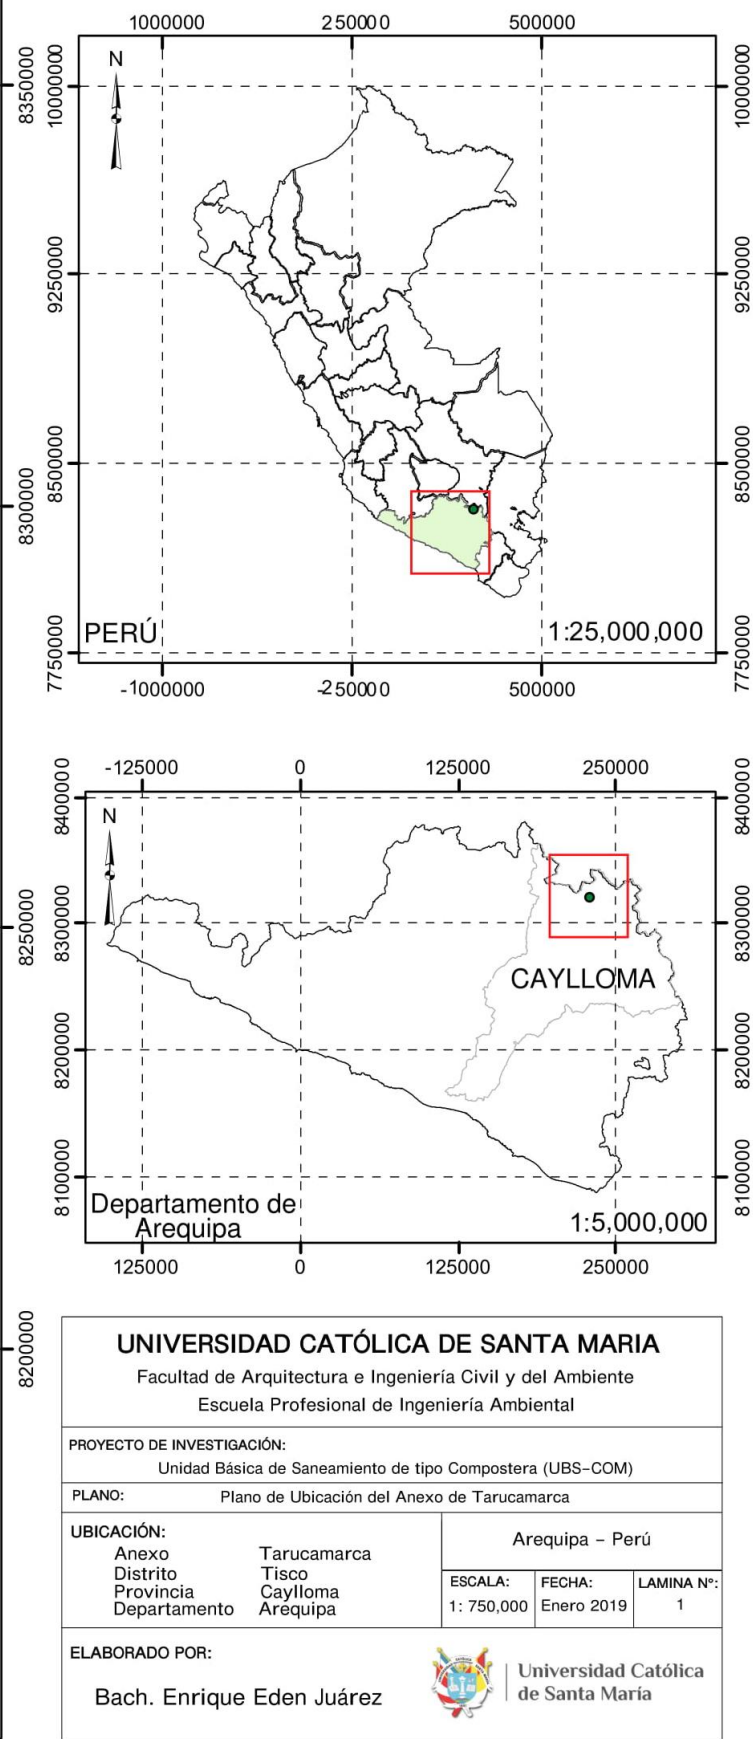 1000000 250000 500000
N
10000000 10000000
8350000
9250000 9250000
8500000 8500000
8300000
PERÚ 1:25,000,000
7750000 7750000
-1000000 -250000 500000
-125000 0 125000 250000
8400000 8400000
N
8300000 8300000
8250000
CAYLLOMA
8200000 8200000
8100000 8100000
Departamento de
Arequipa
1:5,000,000
125000 0 125000 250000
8200000
UNIVERSIDAD CATÓLICA DE SANTA MARIA
Facultad de Arquitectura e Ingeniería Civil y del Ambiente
Escuela Profesional de Ingeniería Ambiental
PROYECTO DE INVESTIGACIÓN:
Unidad Básica de Saneamiento de tipo Compostera (UBS-COM)
PLANO: Plano de Ubicación del Anexo de Tarucamarca
UBICACIÓN:
Anexo Tarucamarca
Distrito Tisco
Provincia Caylloma
Departamento Arequipa
Arequipa - Perú
ESCALA: FECHA: LAMINA N°:
1: 750,000 Enero 2019 1
ELABORADO POR:
Bach. Enrique Eden Juárez
Universidad Católica
de Santa María